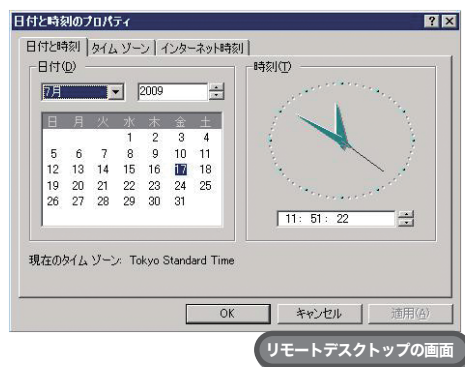 日付と時刻のプロパティ
日付と時刻 タイム ゾーン インターネット時刻
日付(D)
7月 2009
日 月 火 水 木 金 土
1 2 3 4
5 6 7 8 9 10 11
12 13 14 15 16 17 18
19 20 21 22 23 24 25
26 27 28 29 30 31
時刻(T)
11: 51: 22
現在のタイム ゾーン: Tokyo Standard Time
OK キャンセル 適用(A)
リモートデスクトップの画面